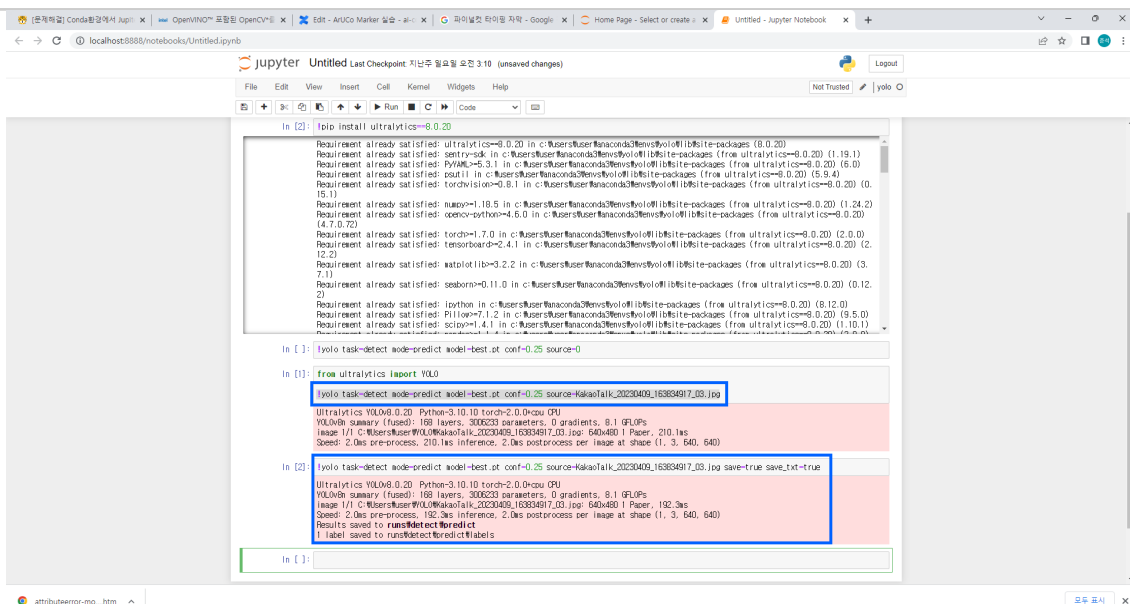 [문제해결] Conda환경에서 Jupit
OpenVINO™ 포함된 OpenCV*를
Edit - ArUCo Marker 실습 - ai-
파이널컷 타이핑 자막 - Google
Home Page - Select or create a
Untitled - Jupyter Notebook
localhost:8888/notebooks/Untitled.ipynb
jupyter Untitled Last Checkpoint: 지난주 일요일 오전 3:10 (unsaved changes)
Logout
File Edit View Insert Cell Kernel Widgets Help
Not Trusted yolo
Run Code
In [2]: !pip install ultralytics==8.0.20
Requirement already satisfied: ultralytics==8.0.20 in c:₩users₩user₩anaconda3₩envs₩yolo₩lib₩site-packages (8.0.20)
Requirement already satisfied: sentry-sdk in c:₩users₩user₩anaconda3₩envs₩yolo₩lib₩site-packages (from ultralytics==8.0.20) (1.19.1)
Requirement already satisfied: PyYAML>=5.3.1 in c:₩users₩user₩anaconda3₩envs₩yolo₩lib₩site-packages (from ultralytics==8.0.20) (6.0)
Requirement already satisfied: psutil in c:₩users₩user₩anaconda3₩envs₩yolo₩lib₩site-packages (from ultralytics==8.0.20) (5.9.4)
Requirement already satisfied: torchvision>=0.8.1 in c:₩users₩user₩anaconda3₩envs₩yolo₩lib₩site-packages (from ultralytics==8.0.20) (0.
15.1)
Requirement already satisfied: numpy>=1.18.5 in c:₩users₩user₩anaconda3₩envs₩yolo₩lib₩site-packages (from ultralytics==8.0.20) (1.24.2)
Requirement already satisfied: opencv-python>=4.6.0 in c:₩users₩user₩anaconda3₩envs₩yolo₩lib₩site-packages (from ultralytics==8.0.20)
(4.7.0.72)
Requirement already satisfied: torch>=1.7.0 in c:₩users₩user₩anaconda3₩envs₩yolo₩lib₩site-packages (from ultralytics==8.0.20) (2.0.0)
Requirement already satisfied: tensorboard>=2.4.1 in c:₩users₩user₩anaconda3₩envs₩yolo₩lib₩site-packages (from ultralytics==8.0.20) (2.
12.2)
Requirement already satisfied: matplotlib>=3.2.2 in c:₩users₩user₩anaconda3₩envs₩yolo₩lib₩site-packages (from ultralytics==8.0.20) (3.
7.1)
Requirement already satisfied: seaborn>=0.11.0 in c:₩users₩user₩anaconda3₩envs₩yolo₩lib₩site-packages (from ultralytics==8.0.20) (0.12.
2)
Requirement already satisfied: ipython in c:₩users₩user₩anaconda3₩envs₩yolo₩lib₩site-packages (from ultralytics==8.0.20) (8.12.0)
Requirement already satisfied: Pillow>=7.1.2 in c:₩users₩user₩anaconda3₩envs₩yolo₩lib₩site-packages (from ultralytics==8.0.20) (9.5.0)
Requirement already satisfied: scipy>=1.4.1 in c:₩users₩user₩anaconda3₩envs₩yolo₩lib₩site-packages (from ultralytics==8.0.20) (1.10.1)
In [ ]: !yolo task=detect mode=predict model=best.pt conf=0.25 source=0
In [1]: from ultralytics import YOLO
!yolo task=detect mode=predict model=best.pt conf=0.25 source=KakaoTalk_20230409_163834917_03.jpg
Ultralytics YOLOv8.0.20 Python-3.10.10 torch-2.0.0+cpu CPU
YOLOv8n summary (fused): 168 layers, 3006233 parameters, 0 gradients, 8.1 GFLOPs
image 1/1 C:₩Users₩user₩YOLO₩KakaoTalk_20230409_163834917_03.jpg: 640x480 1 Paper, 210.1ms
Speed: 2.0ms pre-process, 210.1ms inference, 2.0ms postprocess per image at shape (1, 3, 640, 640)
In [2]: !yolo task=detect mode=predict model=best.pt conf=0.25 source=KakaoTalk_20230409_163834917_03.jpg save=true save_txt=true
Ultralytics YOLOv8.0.20 Python-3.10.10 torch-2.0.0+cpu CPU
YOLOv8n summary (fused): 168 layers, 3006233 parameters, 0 gradients, 8.1 GFLOPs
image 1/1 C:₩Users₩user₩YOLO₩KakaoTalk_20230409_163834917_03.jpg: 640x480 1 Paper, 192.3ms
Speed: 2.0ms pre-process, 192.3ms inference, 2.0ms postprocess per image at shape (1, 3, 640, 640)
Results saved to runs₩detect₩predict
1 label saved to runs₩detect₩predict₩labels
In [ ]:
attributeerror-mo....htm
모두 표시